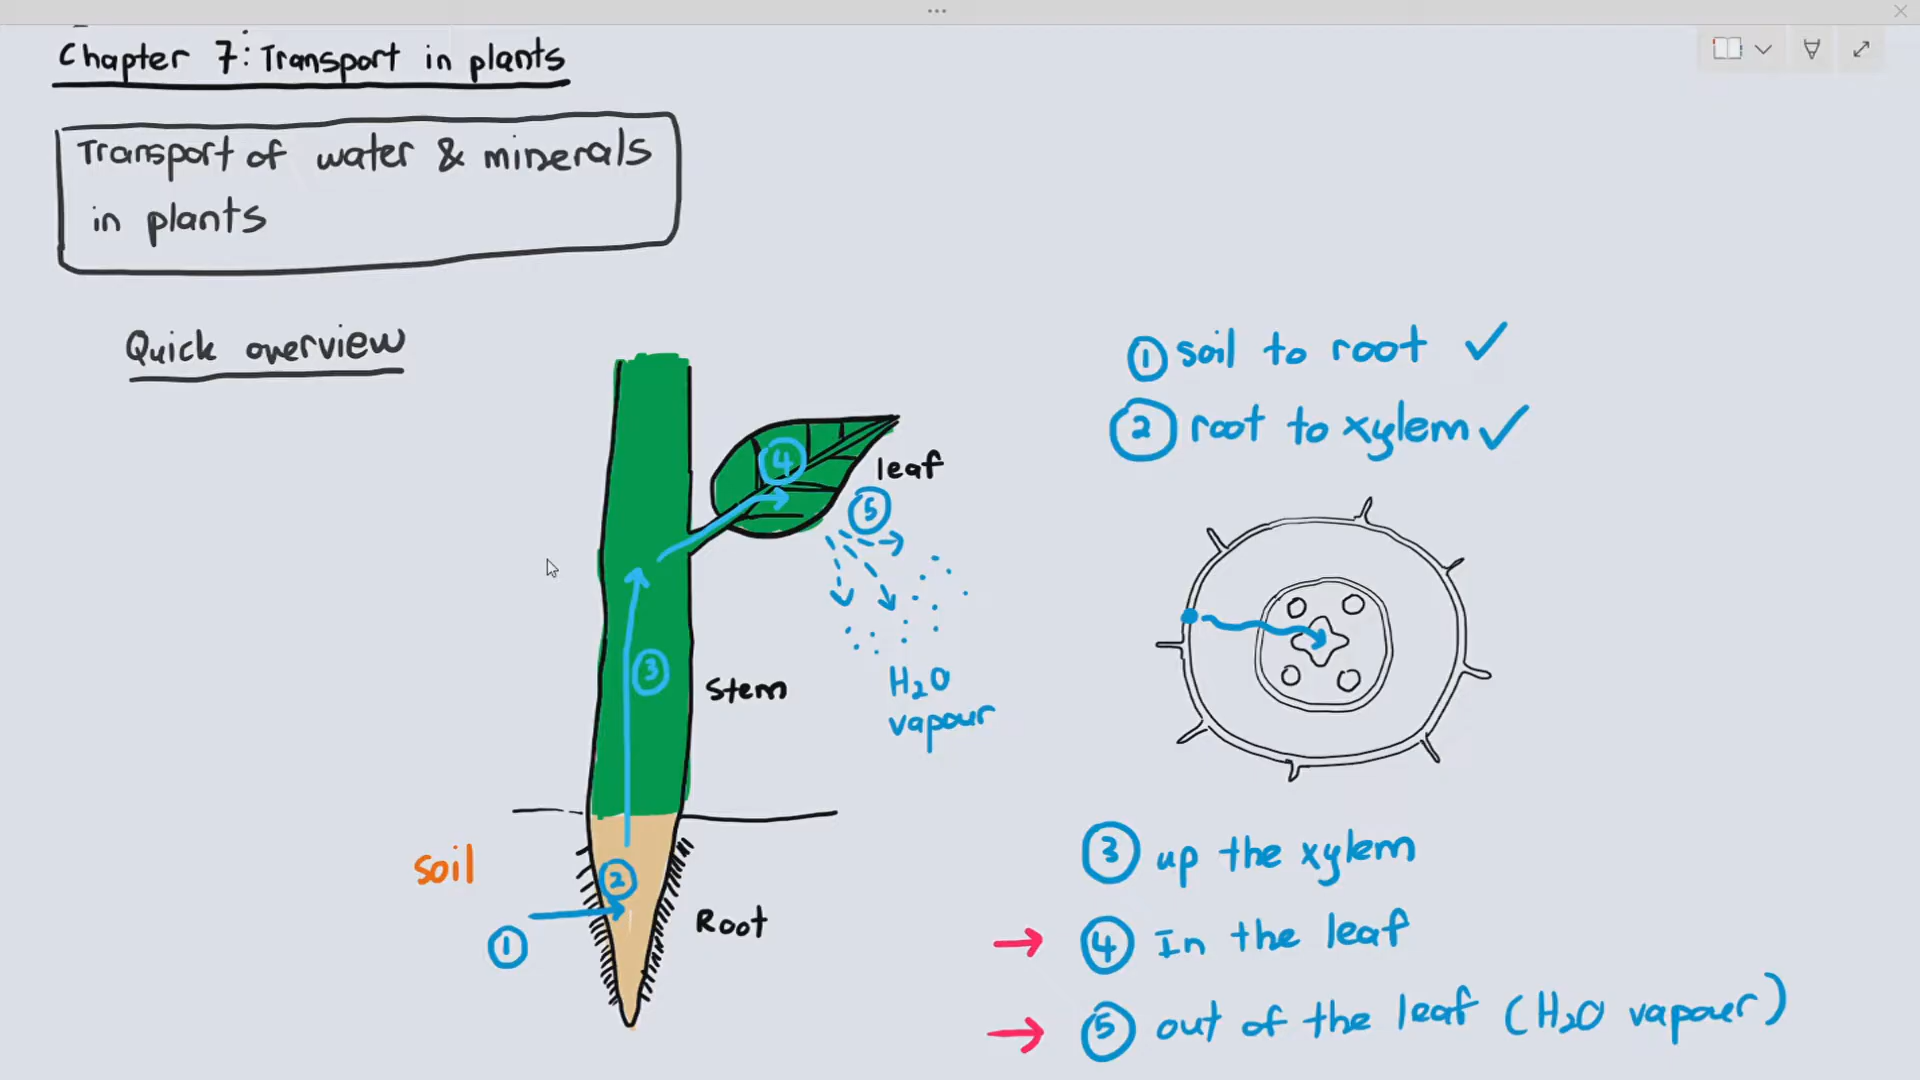 Chapter 7: Transport in plants
Transport of water & minerals
in plants
Quick overview
① soil to root ✓
② root to xylem ✓
4
leaf
5
3
H₂O
vapour
Stem
soil
2
Root
1
③ up the xylem
→ ④ In the leaf
→ ⑤ out of the leaf (H₂O vapour)